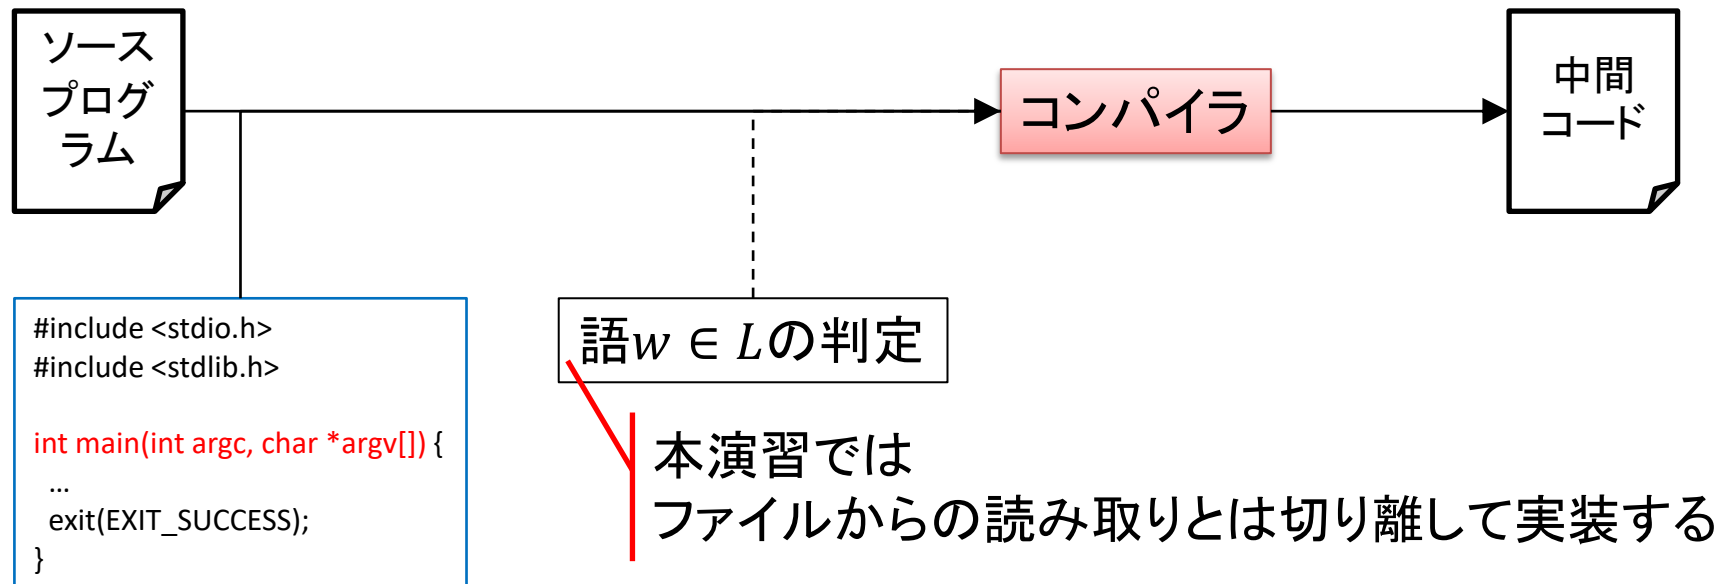 ソース
プログ
ラム
コンパイラ
中間
コード
#include <stdio.h>
#include <stdlib.h>
int main(int argc, char *argv[]) {
...
exit(EXIT_SUCCESS);
}
語w ∈ Lの判定
本演習では
ファイルからの読み取りとは切り離して実装する